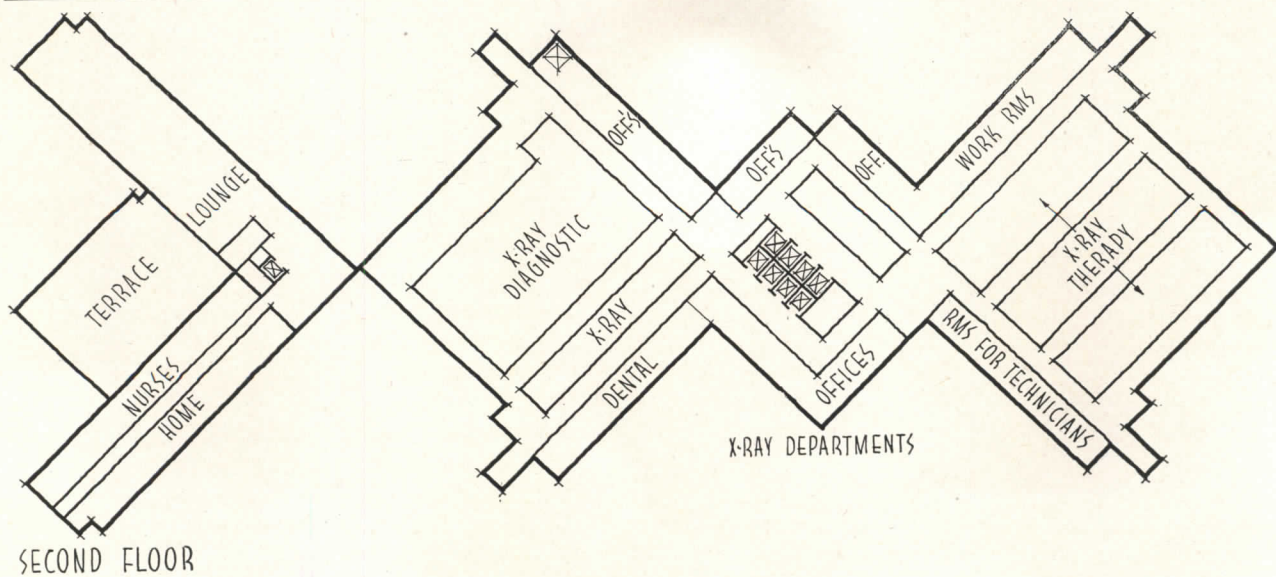 LOUNGE
TERRACE
NURSES
HOME
OFF'S
X-RAY
DIAGNOSTIC
X-RAY
DENTAL
OFF'S
OFF.
OFFICES
WORK RMS
X-RAY
THERAPY
RMS FOR TECHNICIANS
X-RAY DEPARTMENTS
SECOND FLOOR